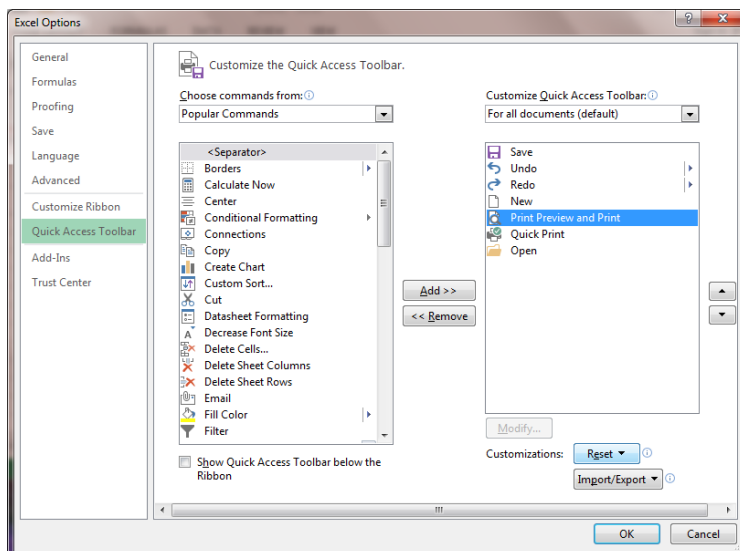 Excel Options
General
Formulas
Proofing
Save
Language
Advanced
Customize Ribbon
Quick Access Toolbar
Add-Ins
Trust Center
Customize the Quick Access Toolbar.
Choose commands from:
Popular Commands
<Separator>
Borders
Calculate Now
Center
Conditional Formatting
Connections
Copy
Create Chart
Custom Sort...
Cut
Datasheet Formatting
Decrease Font Size
Delete Cells...
Delete Sheet Columns
Delete Sheet Rows
Email
Fill Color
Filter
Show Quick Access Toolbar below the
Ribbon
Add >>
<< Remove
Customize Quick Access Toolbar:
For all documents (default)
Save
Undo
Redo
New
Print Preview and Print
Quick Print
Open
Modify...
Customizations:
Reset
Import/Export
OK
Cancel